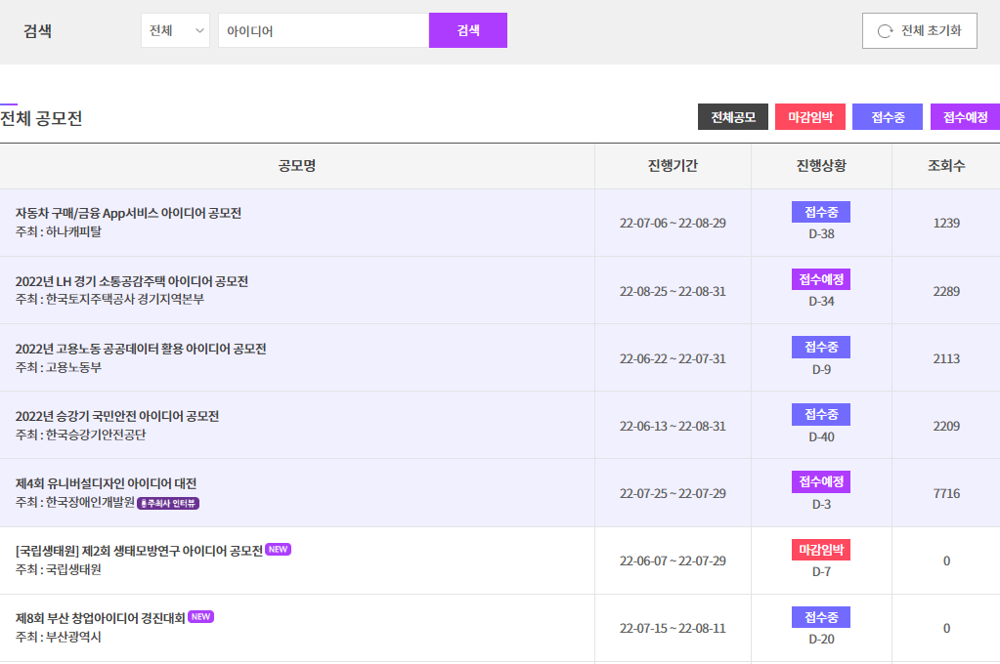 검색 전체 아이디어 검색 전체 초기화
전체 공모전 전체공모 마감임박 접수중 접수예정
공모명 진행기간 진행상황 조회수
자동차 구매/금융 App서비스 아이디어 공모전
주최 : 하나캐피탈
22-07-06 ~ 22-08-29
접수중
D-38
1239
2022년 LH 경기 소통공감주택 아이디어 공모전
주최 : 한국토지주택공사 경기지역본부
22-08-25 ~ 22-08-31
접수예정
D-34
2289
2022년 고용노동 공공데이터 활용 아이디어 공모전
주최 : 고용노동부
22-06-22 ~ 22-07-31
접수중
D-9
2113
2022년 승강기 국민안전 아이디어 공모전
주최 : 한국승강기안전공단
22-06-13 ~ 22-08-31
접수중
D-40
2209
제4회 유니버설디자인 아이디어 대전
주최 : 한국장애인개발원 주최사 인터뷰
22-07-25 ~ 22-07-29
접수예정
D-3
7716
[국립생태원] 제2회 생태모방연구 아이디어 공모전 NEW
주최 : 국립생태원
22-06-07 ~ 22-07-29
마감임박
D-7
0
제8회 부산 창업아이디어 경진대회 NEW
주최 : 부산광역시
22-07-15 ~ 22-08-11
접수중
D-20
0